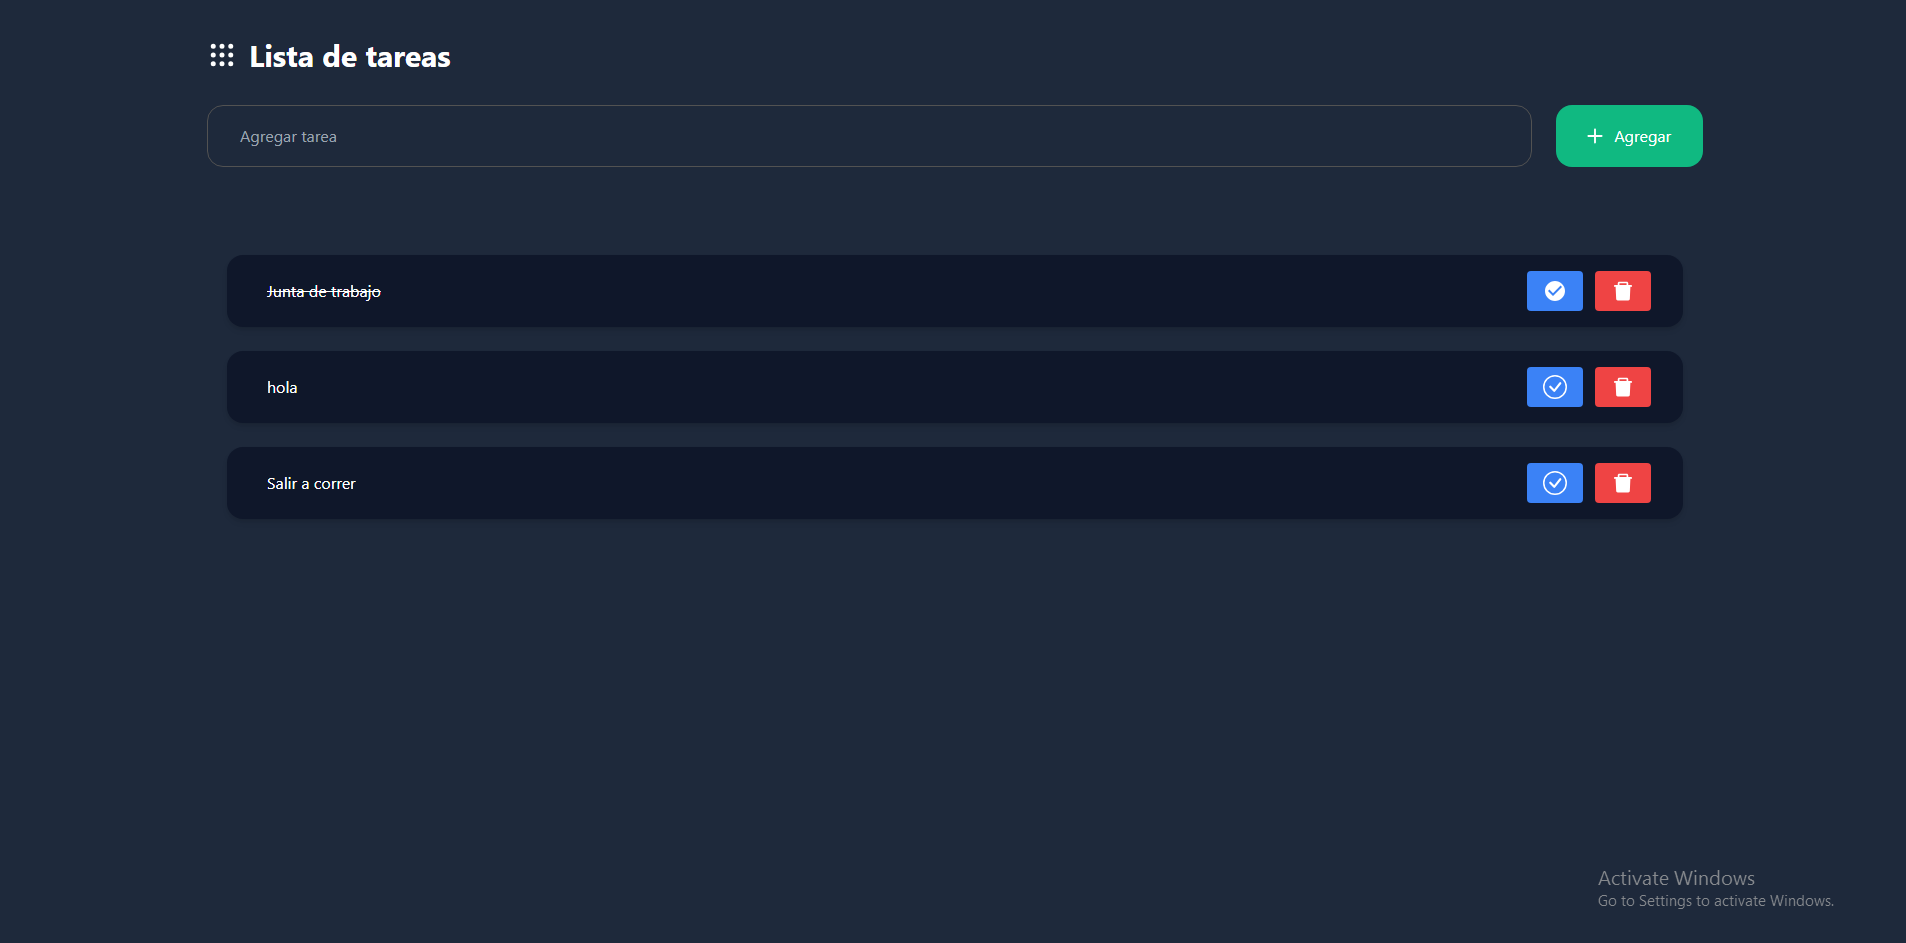 Lista de tareas
Agregar tarea
Agregar
Junta de trabajo
hola
Salir a correr
Activate Windows
Go to Settings to activate Windows.